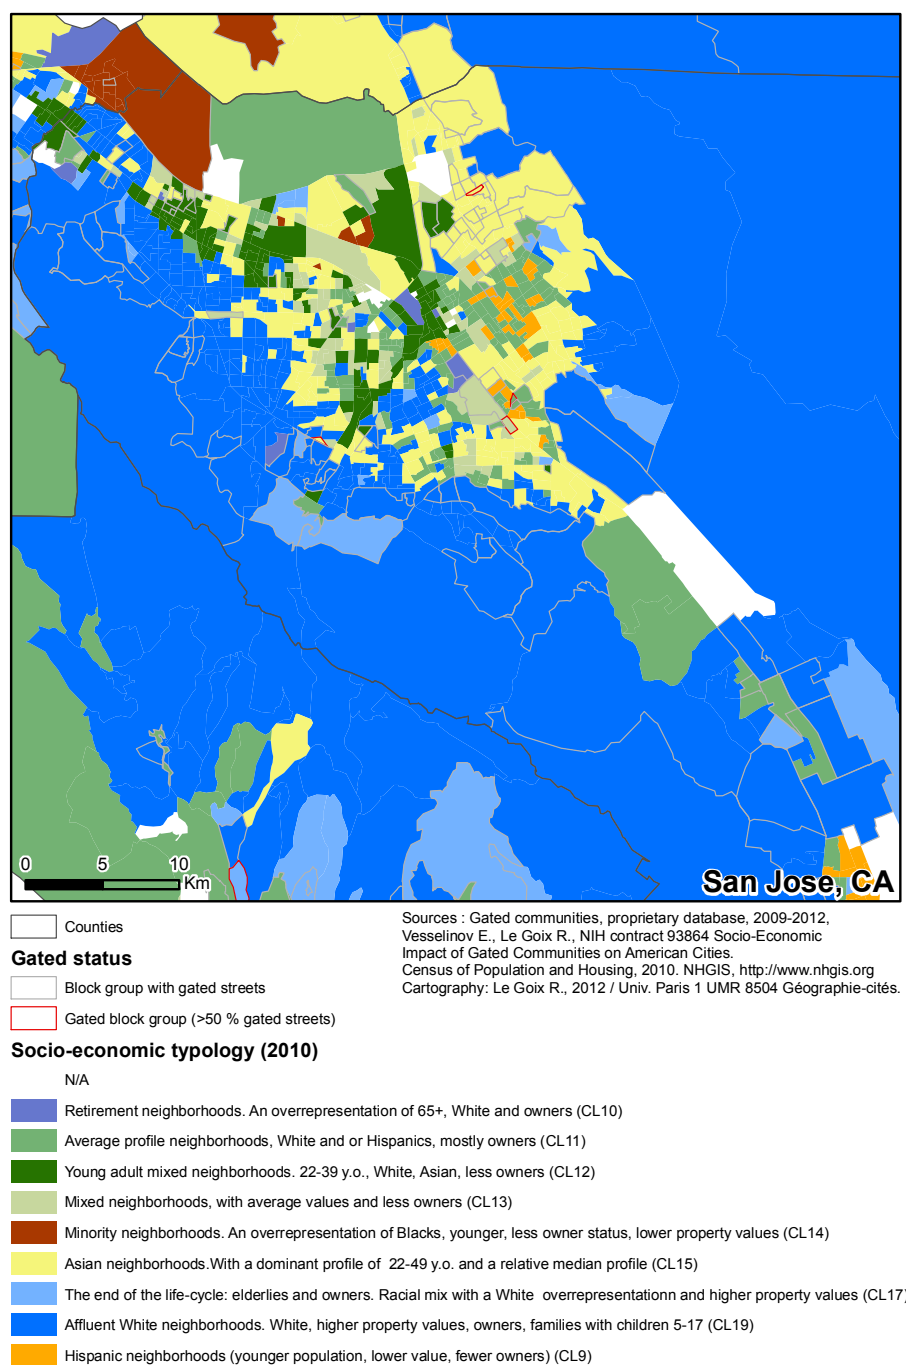 0 5 10
Km
San Jose, CA
Counties
Gated status
Block group with gated streets
Gated block group (>50 % gated streets)
Sources : Gated communities, proprietary database, 2009-2012,
Vesselinov E., Le Goix R., NIH contract 93864 Socio-Economic
Impact of Gated Communities on American Cities.
Census of Population and Housing, 2010. NHGIS, http://www.nhgis.org
Cartography: Le Goix R., 2012 / Univ. Paris 1 UMR 8504 Géographie-cités.
Socio-economic typology (2010)
N/A
Retirement neighborhoods. An overrepresentation of 65+, White and owners (CL10)
Average profile neighborhoods, White and or Hispanics, mostly owners (CL11)
Young adult mixed neighborhoods. 22-39 y.o., White, Asian, less owners (CL12)
Mixed neighborhoods, with average values and less owners (CL13)
Minority neighborhoods. An overrepresentation of Blacks, younger, less owner status, lower property values (CL14)
Asian neighborhoods.With a dominant profile of 22-49 y.o. and a relative median profile (CL15)
The end of the life-cycle: elderlies and owners. Racial mix with a White overrepresentationn and higher property values (CL17)
Affluent White neighborhoods. White, higher property values, owners, families with children 5-17 (CL19)
Hispanic neighborhoods (younger population, lower value, fewer owners) (CL9)